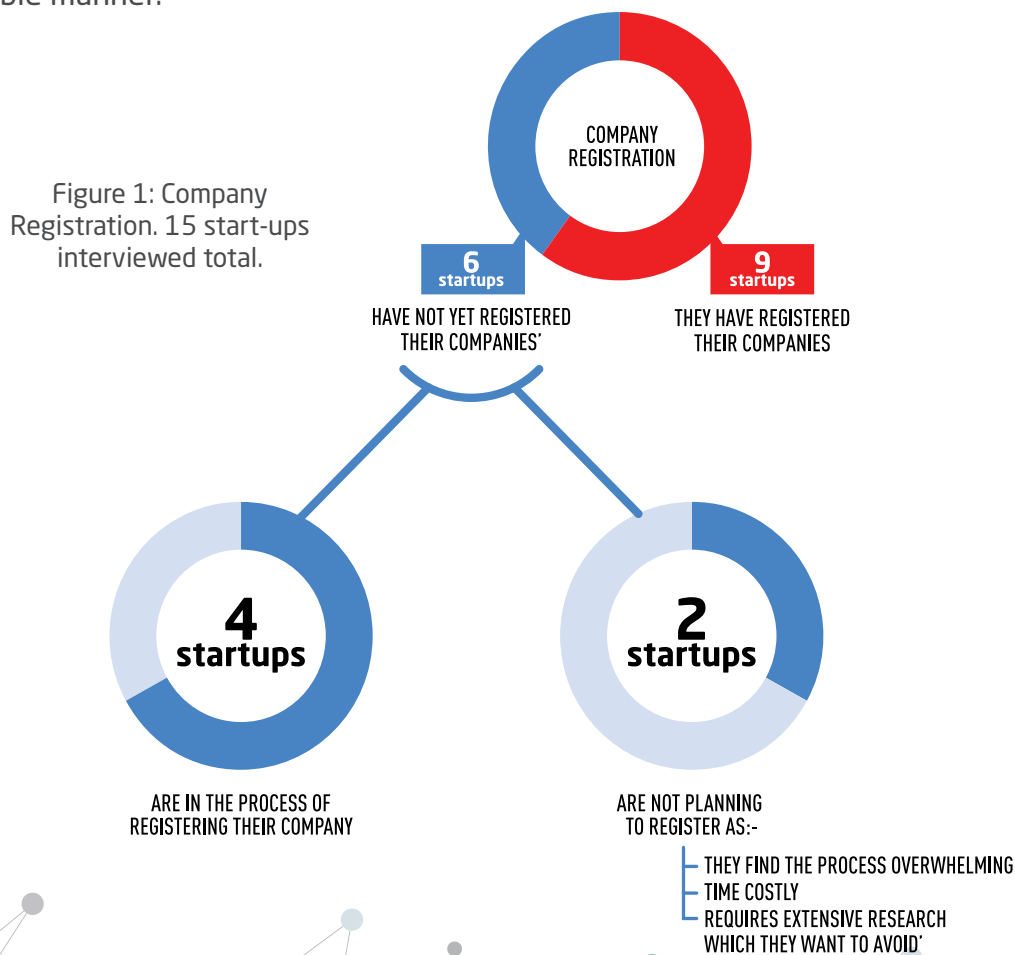 ble manner.
Figure 1: Company
Registration. 15 start-ups
interviewed total.
COMPANY
REGISTRATION
6
startups
HAVE NOT YET REGISTERED
THEIR COMPANIES'
9
startups
THEY HAVE REGISTERED
THEIR COMPANIES
4
startups
ARE IN THE PROCESS OF
REGISTERING THEIR COMPANY
2
startups
ARE NOT PLANNING
TO REGISTER AS:-
THEY FIND THE PROCESS OVERWHELMING
TIME COSTLY
REQUIRES EXTENSIVE RESEARCH
WHICH THEY WANT TO AVOID'